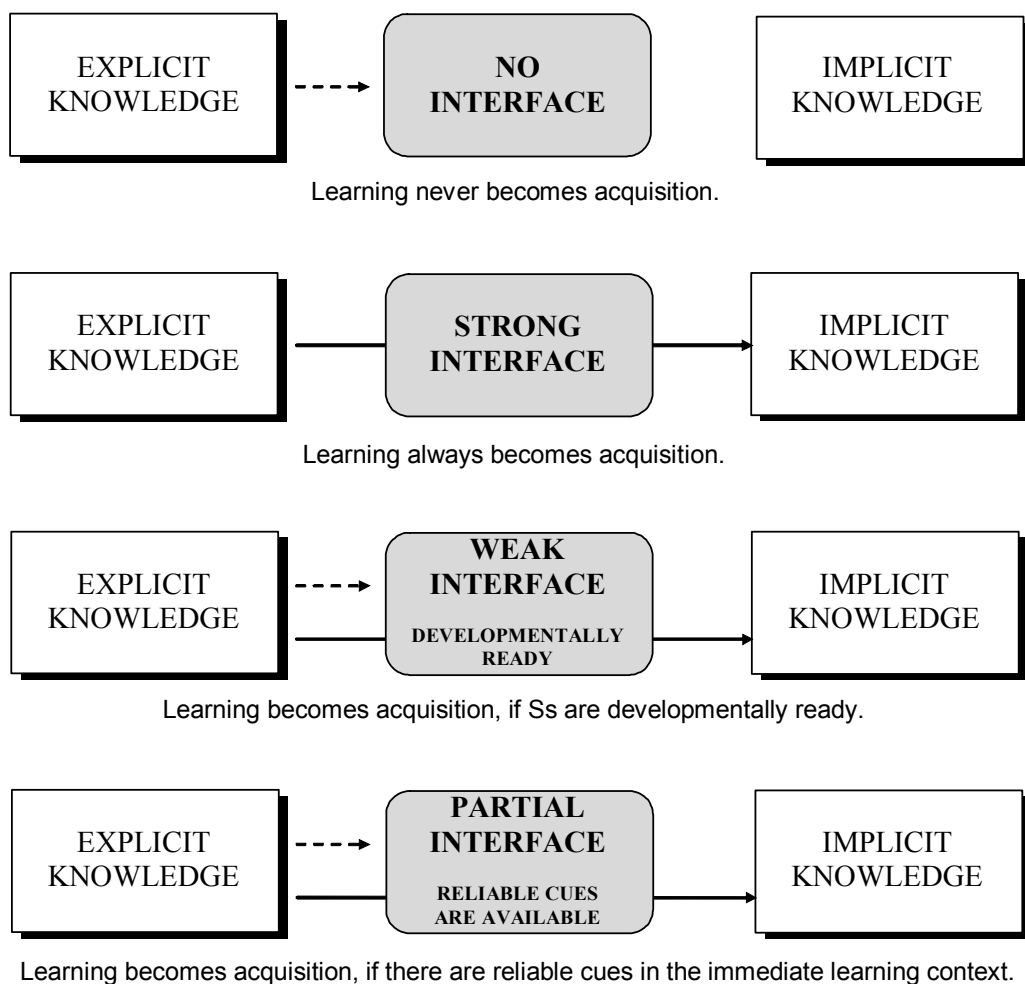 EXPLICIT
KNOWLEDGE
NO
INTERFACE
IMPLICIT
KNOWLEDGE
Learning never becomes acquisition.
EXPLICIT
KNOWLEDGE
STRONG
INTERFACE
IMPLICIT
KNOWLEDGE
Learning always becomes acquisition.
EXPLICIT
KNOWLEDGE
WEAK
INTERFACE
DEVELOPMENTALLY
READY
IMPLICIT
KNOWLEDGE
Learning becomes acquisition, if Ss are developmentally ready.
EXPLICIT
KNOWLEDGE
PARTIAL
INTERFACE
RELIABLE CUES
ARE AVAILABLE
IMPLICIT
KNOWLEDGE
Learning becomes acquisition, if there are reliable cues in the immediate learning context.